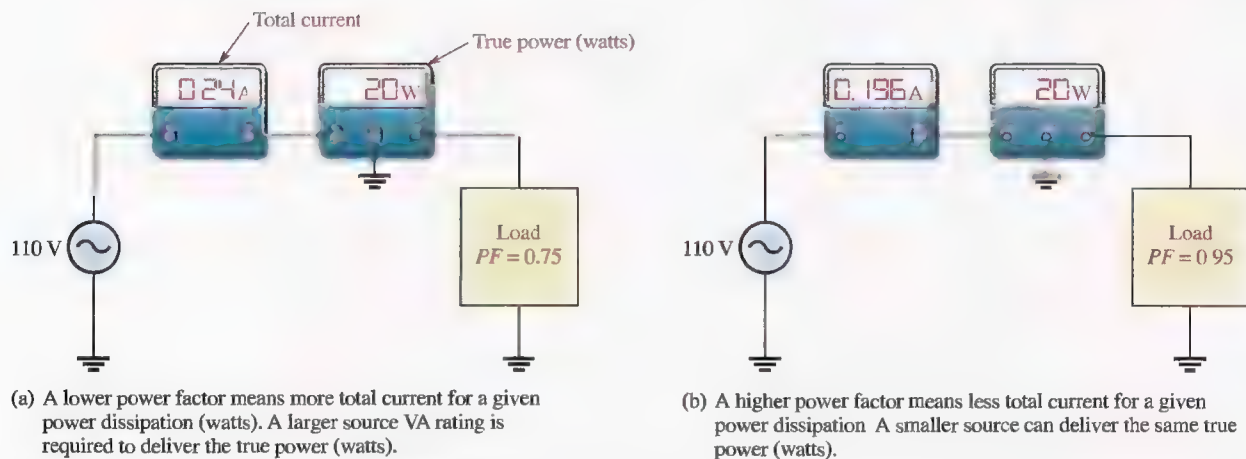 Total current
True power (watts)
0.24A
20W
110 V
Load
PF = 0.75
(a) A lower power factor means more total current for a given
power dissipation (watts). A larger source VA rating is
required to deliver the true power (watts).
0.196A
20W
110 V
Load
PF = 0 95
(b) A higher power factor means less total current for a given
power dissipation A smaller source can deliver the same true
power (watts).